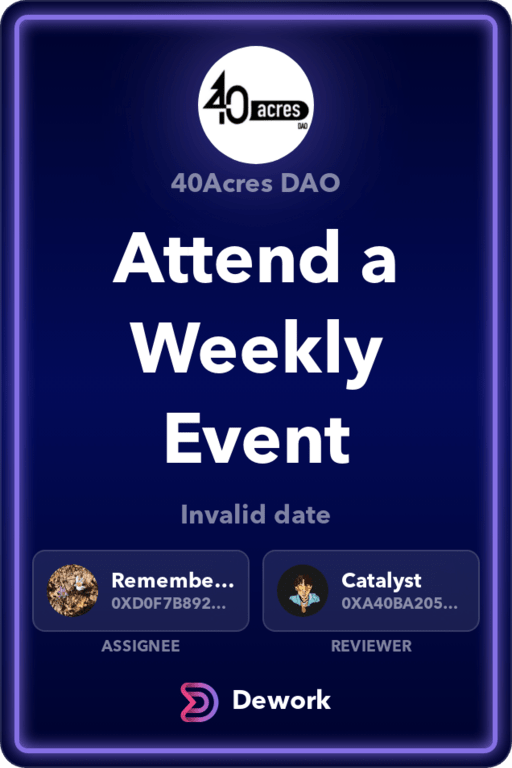 40 acres
DAO
40Acres DAO
Attend a
Weekly
Event
Invalid date
Remembe...
0XD0F7B892...
Catalyst
0XA40BA205...
ASSIGNEE
REVIEWER
Dework